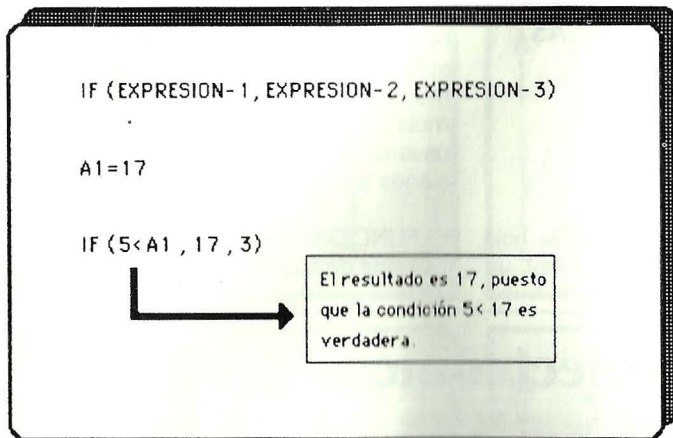 IF (EXPRESION-1, EXPRESION-2, EXPRESION-3)
A1=17
IF (5<A1 , 17 , 3)
El resultado es 17, puesto
que la condición 5< 17 es
verdadera.